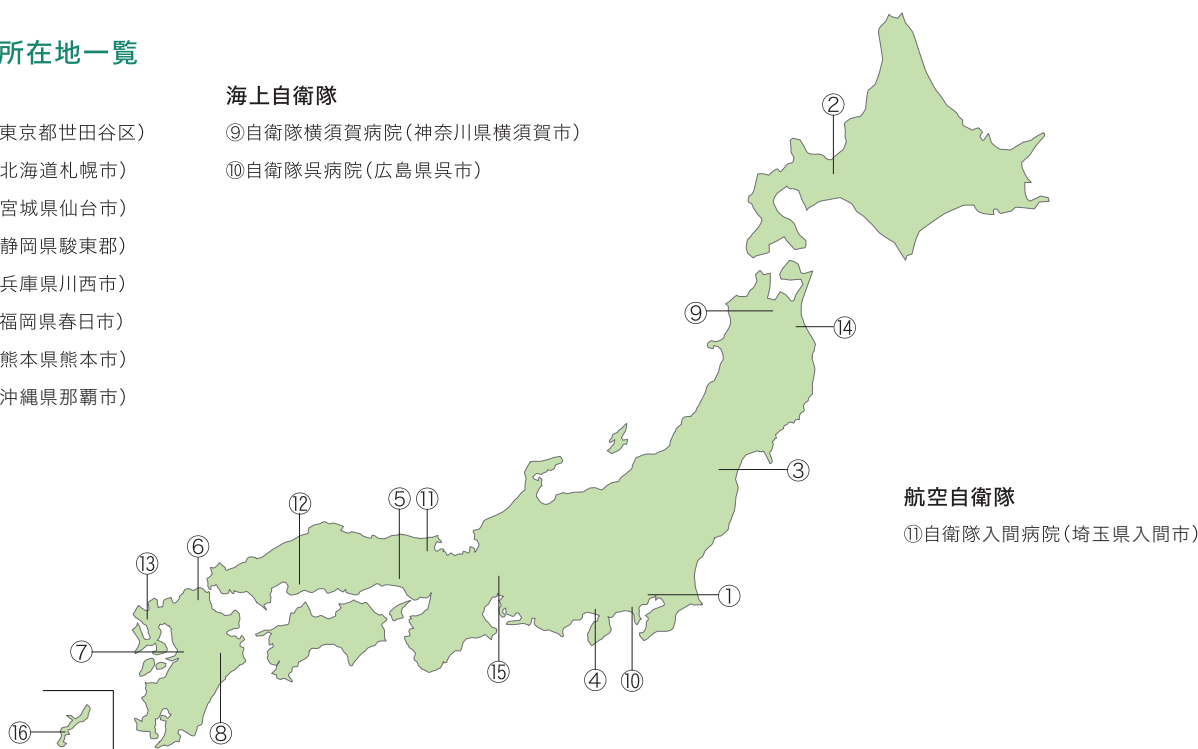 所在地一覧
東京都世田谷区）
北海道札幌市）
宮城県仙台市）
静岡県駿東郡）
兵庫県川西市）
福岡県春日市）
熊本県熊本市）
沖縄県那覇市）
海上自衛隊
⑨自衛隊横須賀病院（神奈川県横須賀市）
⑩自衛隊呉病院（広島県呉市）
航空自衛隊
⑪自衛隊入間病院（埼玉県入間市）
②
⑨
⑭
③
⑫
⑤
⑪
⑥
⑬
①
⑦
⑮
④
⑩
⑯
⑧